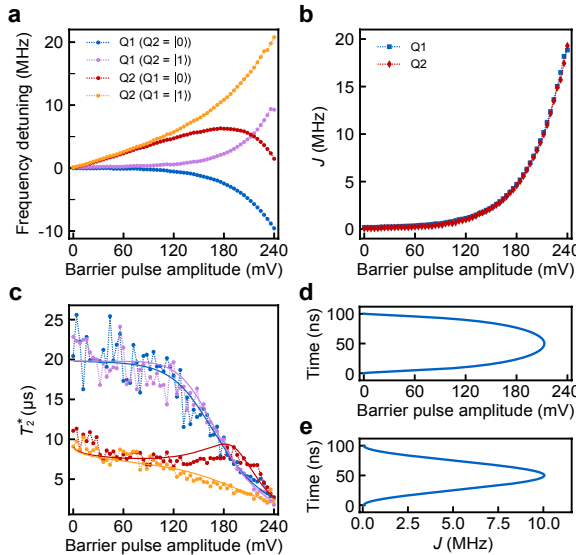 a
Q1 (Q2 = |0⟩)
Q1 (Q2 = |1⟩)
Q2 (Q1 = |0⟩)
Q2 (Q1 = |1⟩)
Frequency detuning (MHz)
20
10
0
-10
0 60 120 180 240
Barrier pulse amplitude (mV)
b
Q1
Q2
J (MHz)
20
15
10
5
0
0 60 120 180 240
Barrier pulse amplitude (mV)
c
T₂* (μs)
25
20
15
10
5
0 60 120 180 240
Barrier pulse amplitude (mV)
d
Time (ns)
100
50
0
0 60 120 180 240
Barrier pulse amplitude (mV)
e
Time (ns)
100
50
0
0.0 2.5 5.0 7.5 10.0
J (MHz)